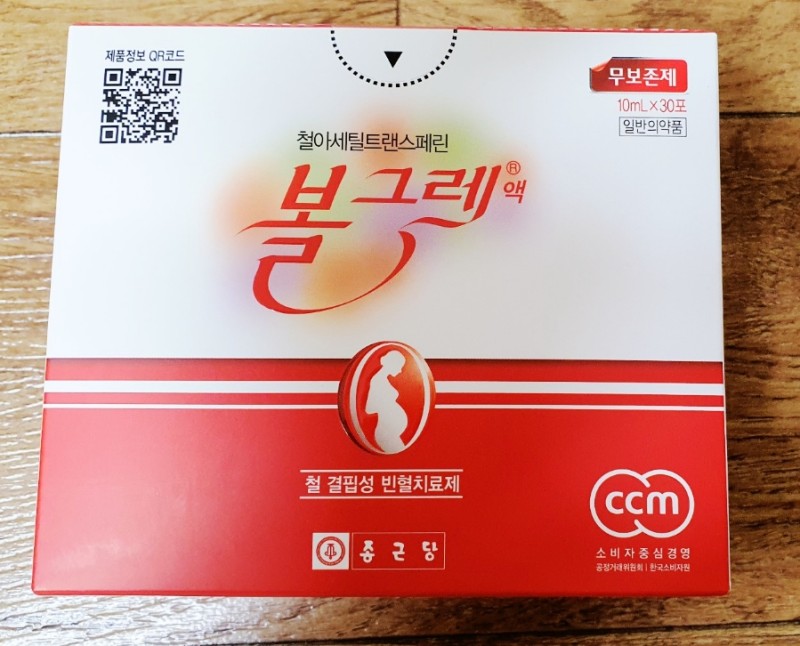 제품정보 QR코드
무보존제
10mL×30포
일반의약품
철아세틸트랜스페린
볼그레®액
철 결핍성 빈혈치료제
종근당
ccm
소비자중심경영
공정거래위원회 | 한국소비자원